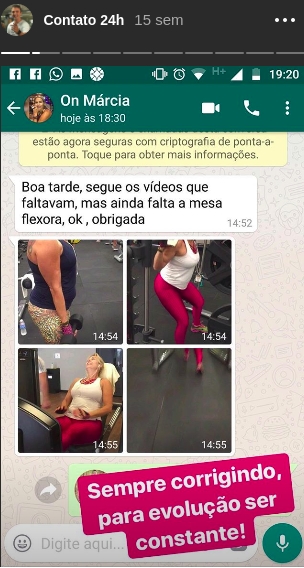 Contato 24h 15 sem
H+ 19:20
On Márcia
hoje às 18:30
estão agora seguras com criptografia de ponta-a-
ponta. Toque para obter mais informações.
Boa tarde, segue os vídeos que
faltavam, mas ainda falta a mesa
flexora, ok , obrigada
14:52
14:54
14:54
14:55
14:55
Sempre corrigindo,
para evolução ser
constante!
Digite aqui...